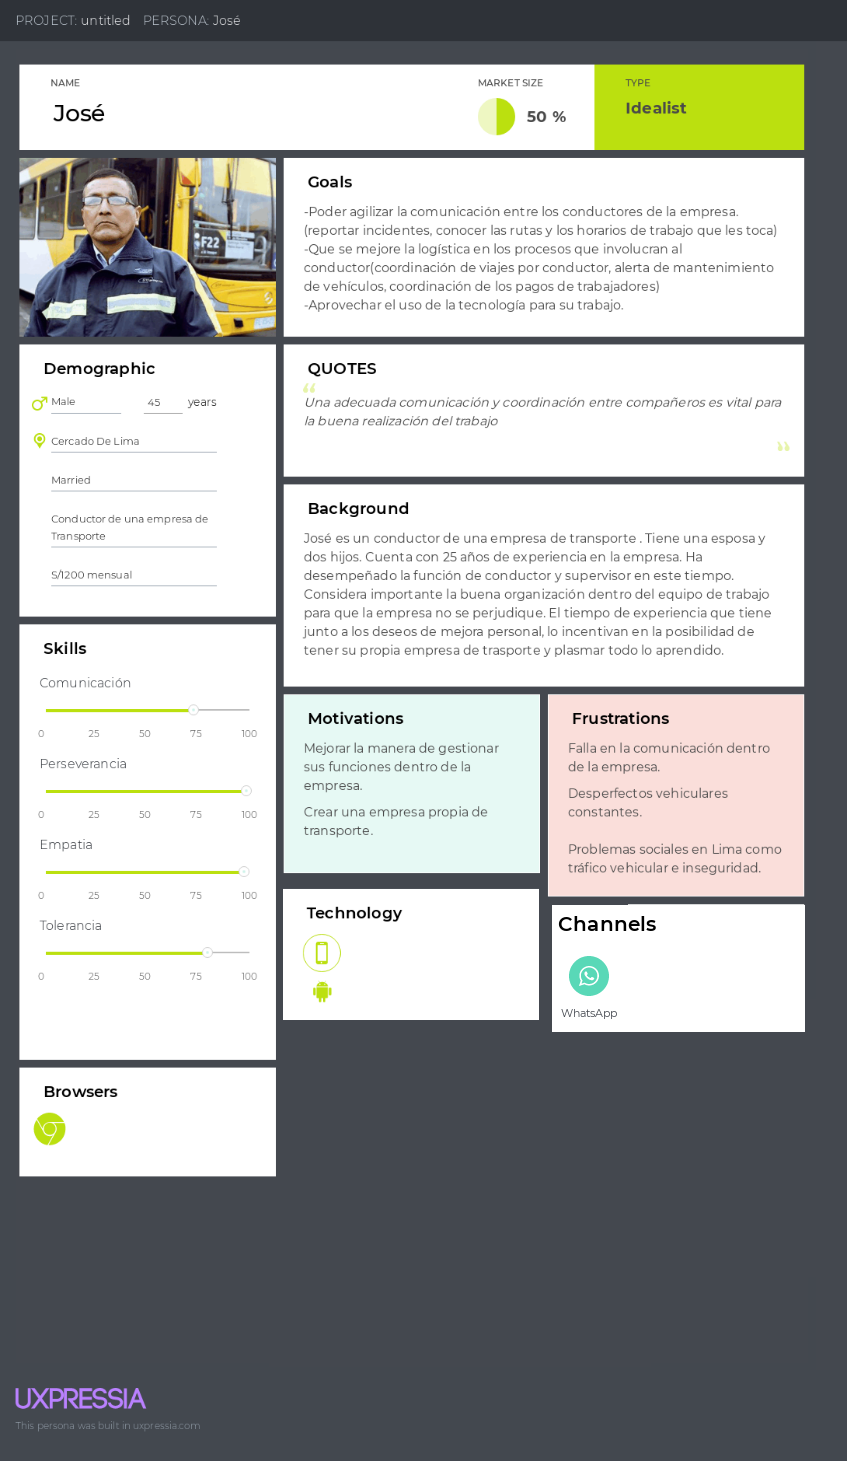 PROJECT: untitled PERSONA: José
NAME
José
MARKET SIZE
50 %
TYPE
Idealist
F22
Goals
-Poder agilizar la comunicación entre los conductores de la empresa.
(reportar incidentes, conocer las rutas y los horarios de trabajo que les toca)
-Que se mejore la logística en los procesos que involucran al
conductor(coordinación de viajes por conductor, alerta de mantenimiento
de vehículos, coordinación de los pagos de trabajadores)
-Aprovechar el uso de la tecnología para su trabajo.
Demographic
Male 45 years
Cercado De Lima
Married
Conductor de una empresa de
Transporte
S/1200 mensual
QUOTES
“
Una adecuada comunicación y coordinación entre compañeros es vital para
la buena realización del trabajo
”
Background
José es un conductor de una empresa de transporte . Tiene una esposa y
dos hijos. Cuenta con 25 años de experiencia en la empresa. Ha
desempeñado la función de conductor y supervisor en este tiempo.
Considera importante la buena organización dentro del equipo de trabajo
para que la empresa no se perjudique. El tiempo de experiencia que tiene
junto a los deseos de mejora personal, lo incentivan en la posibilidad de
tener su propia empresa de trasporte y plasmar todo lo aprendido.
Skills
Comunicación
0 25 50 75 100
Perseverancia
0 25 50 75 100
Empatia
0 25 50 75 100
Tolerancia
0 25 50 75 100
Motivations
Mejorar la manera de gestionar
sus funciones dentro de la
empresa.
Crear una empresa propia de
transporte.
Frustrations
Falla en la comunicación dentro
de la empresa.
Desperfectos vehiculares
constantes.
Problemas sociales en Lima como
tráfico vehicular e inseguridad.
Technology
Channels
WhatsApp
Browsers
UXPRESSIA
This persona was built in uxpressia.com